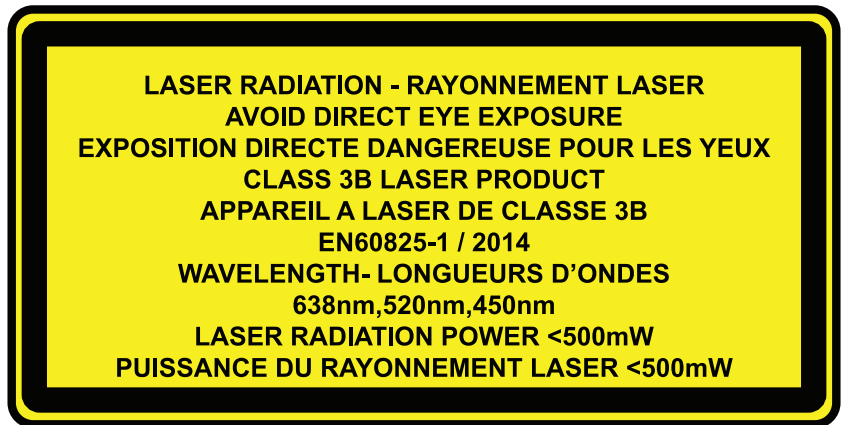 LASER RADIATION - RAYONNEMENT LASER
AVOID DIRECT EYE EXPOSURE
EXPOSITION DIRECTE DANGEREUSE POUR LES YEUX
CLASS 3B LASER PRODUCT
APPAREIL A LASER DE CLASSE 3B
EN60825-1 / 2014
WAVELENGTH- LONGUEURS D’ONDES
638nm,520nm,450nm
LASER RADIATION POWER <500mW
PUISSANCE DU RAYONNEMENT LASER <500mW